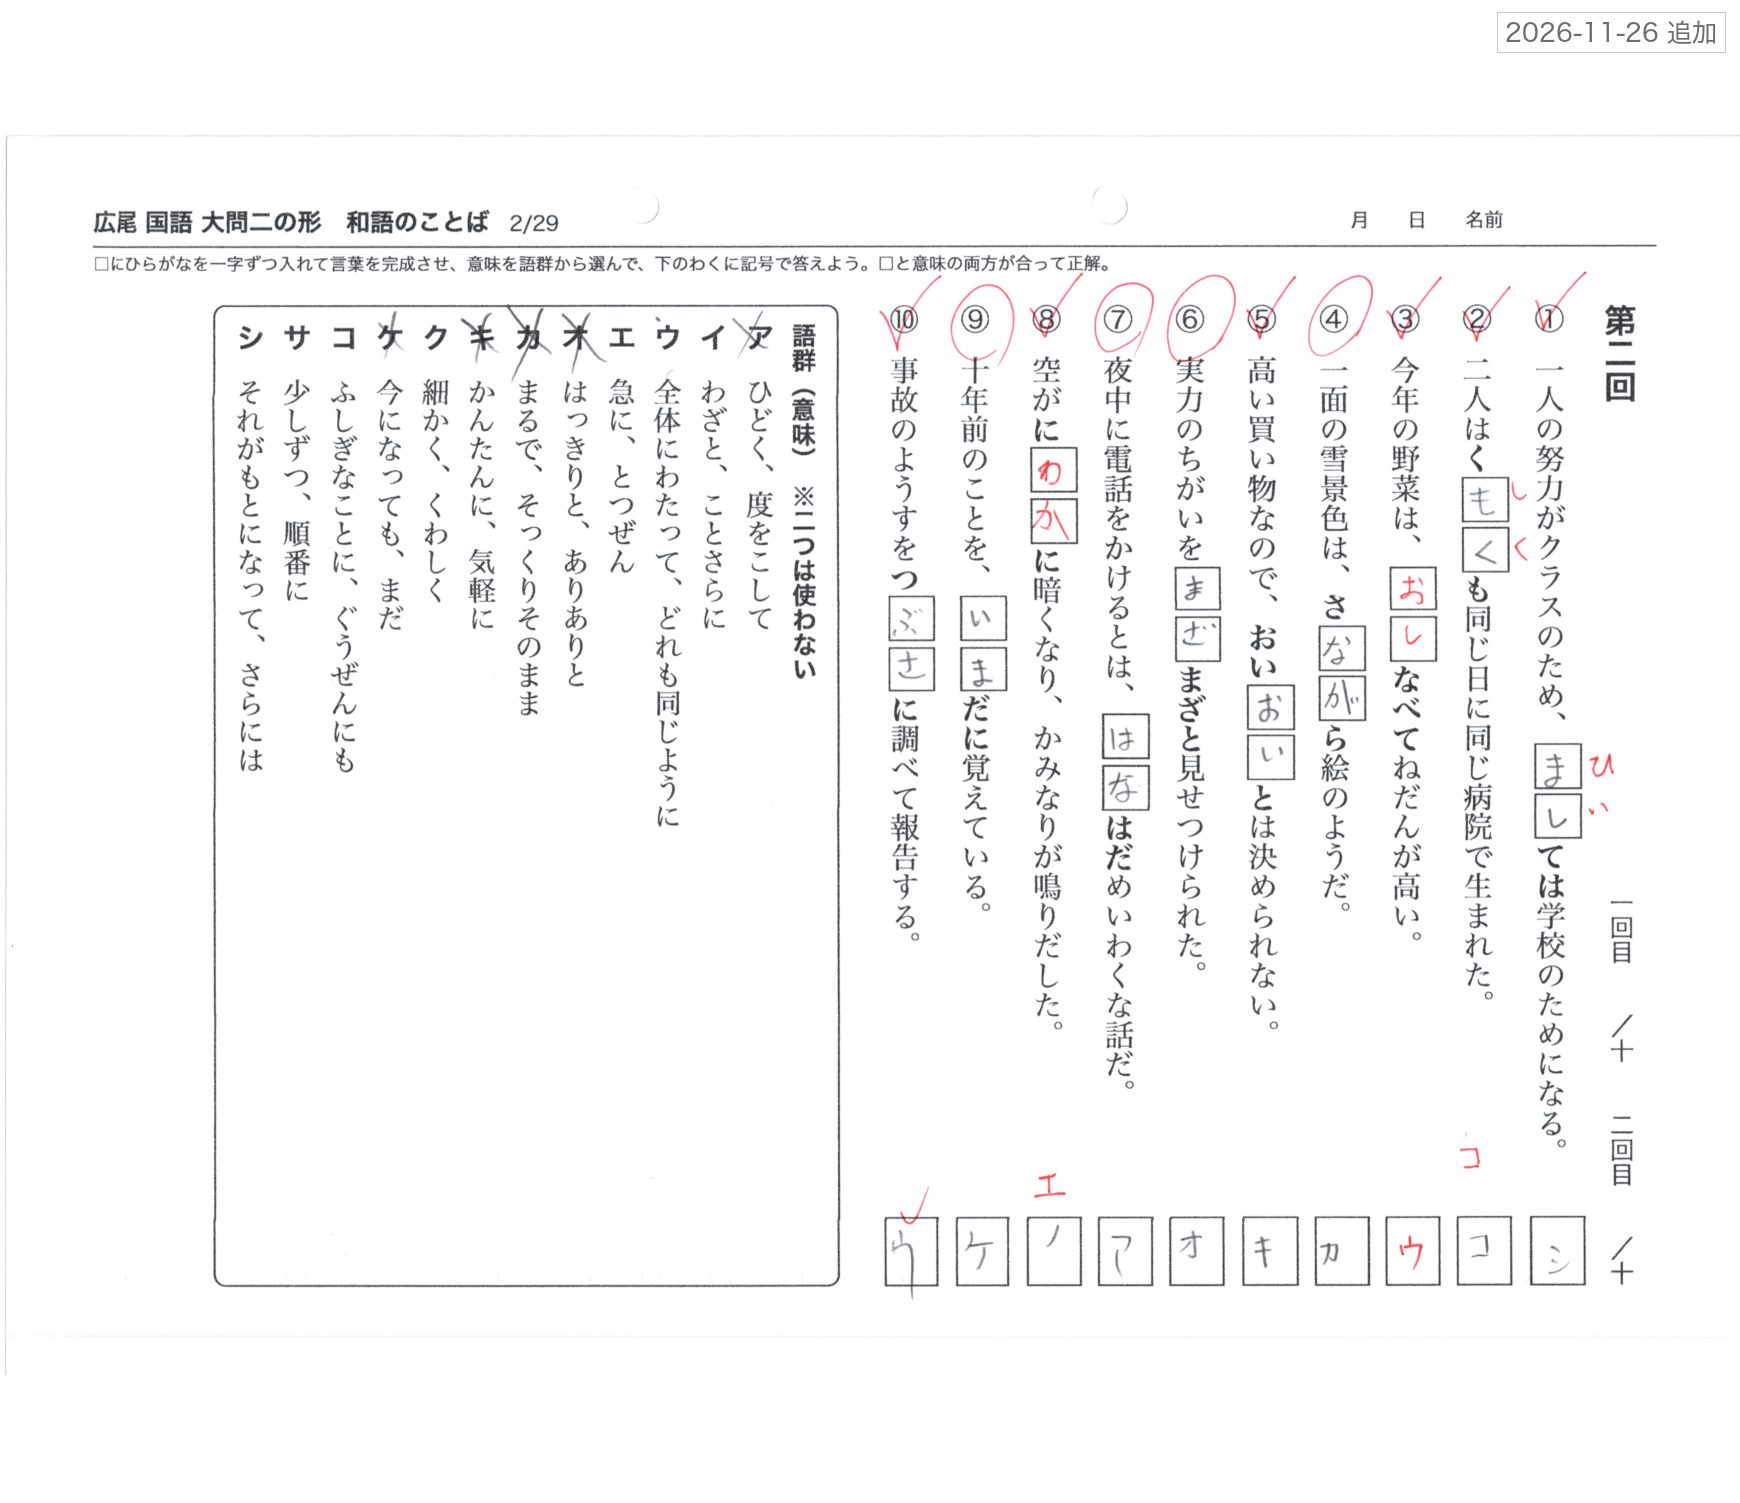 2026-11-26 追加
広尾 国語 大問二の形　和語のことば　2/29
月　日　名前
□にひらがなを一字ずつ入れて言葉を完成させ、意味を語群から選んで、下のわくに記号で答えよう。□と意味の両方が合って正解。
第二回　一回目　／十　二回目　／十
① 一人の努力がクラスのため、ましては学校のためになる。　シ
ひい
② 二人はくもくも同じ日に同じ病院で生まれた。　コ
しく
コ
③ 今年の野菜は、おしなべてねだんが高い。　ウ
④ 一面の雪景色は、さながら絵のようだ。　カ
⑤ 高い買い物なので、おいおいとは決められない。　キ
⑥ 実力のちがいをまざまざと見せつけられた。　オ
⑦ 夜中に電話をかけるとは、はなはだめいわくな話だ。　ア
⑧ 空がにわかに暗くなり、かみなりが鳴りだした。
エ
⑨ 十年前のことを、いまだに覚えている。　ケ
⑩ 事故のようすをつぶさに調べて報告する。　ウ
語群（意味）　※二つは使わない
ア　ひどく、度をこして
イ　わざと、ことさらに
ウ　全体にわたって、どれも同じように
エ　急に、とつぜん
オ　はっきりと、ありありと
カ　まるで、そっくりそのまま
キ　かんたんに、気軽に
ク　細かく、くわしく
ケ　今になっても、まだ
コ　ふしぎなことに、ぐうぜんにも
サ　少しずつ、順番に
シ　それがもとになって、さらには